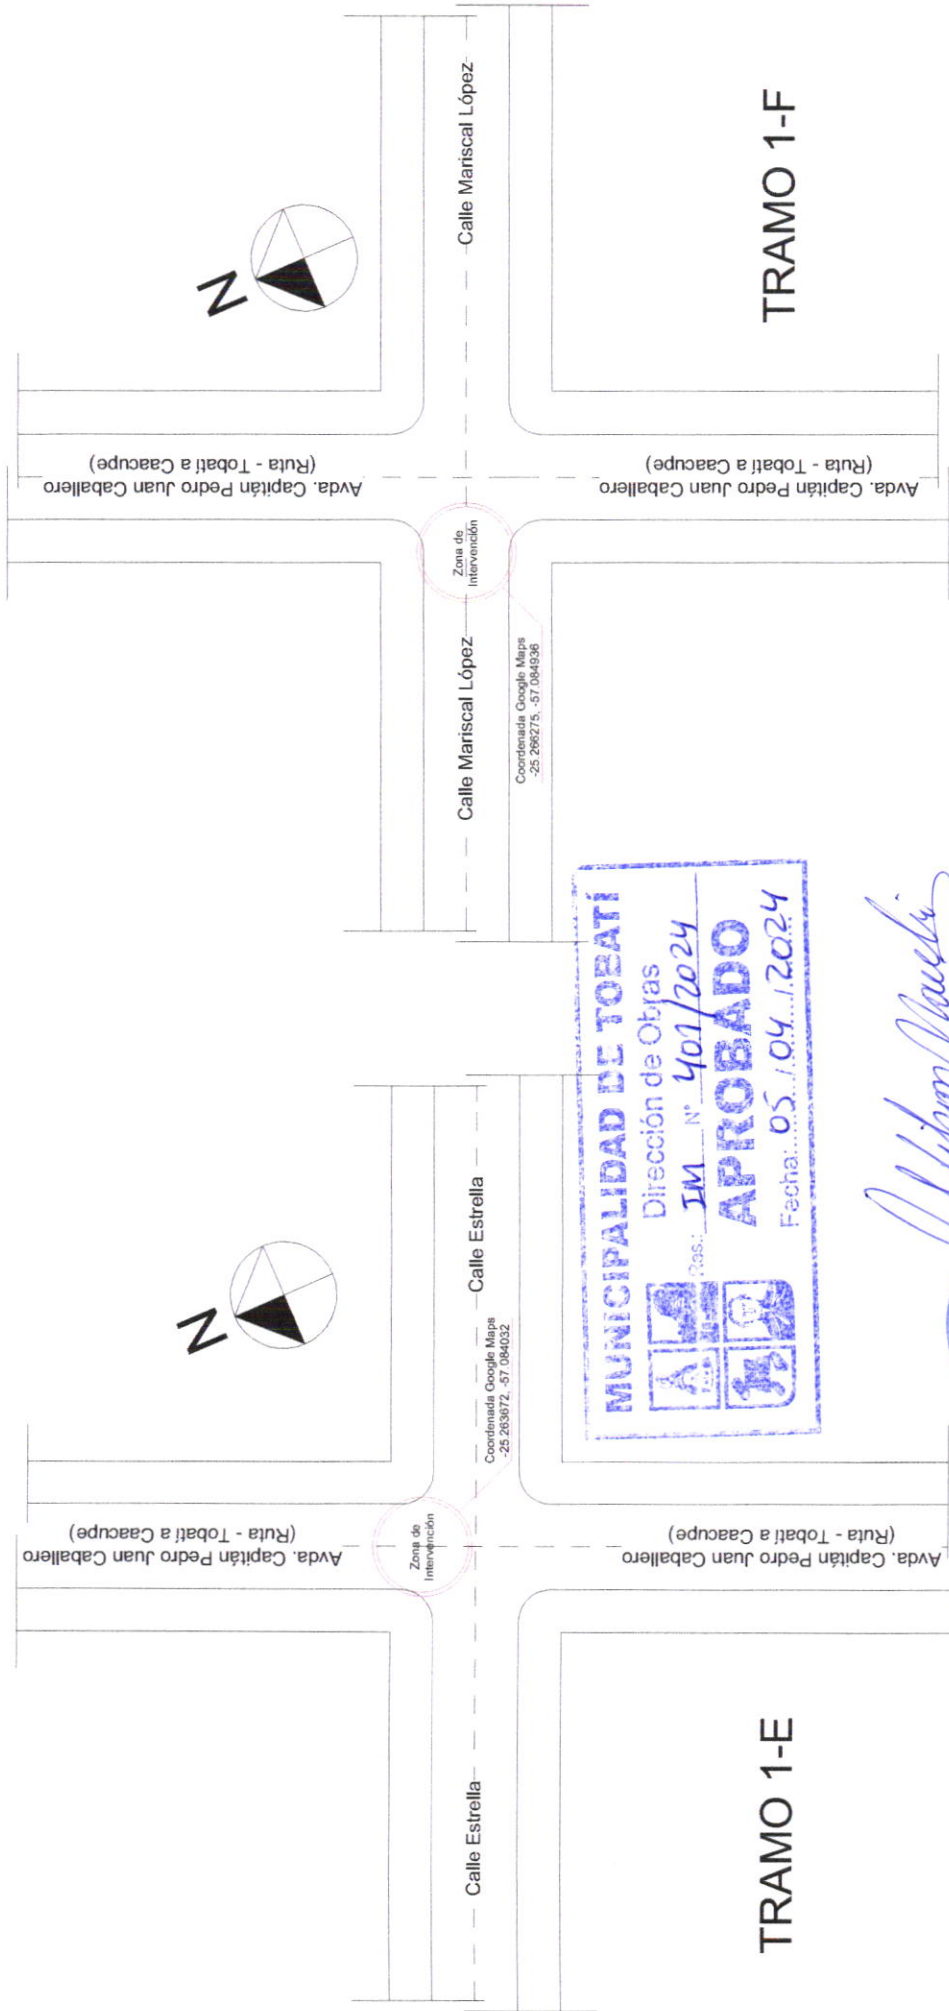 N
Avda. Capitán Pedro Juan Caballero
(Ruta - Tobatí a Caacupe)
Zona de
Intervención
Coordenada Google Maps
-25.263672, -57.084032
Calle Estrella
Calle Estrella
Avda. Capitán Pedro Juan Caballero
(Ruta - Tobatí a Caacupe)
TRAMO 1-E
N
Avda. Capitán Pedro Juan Caballero
(Ruta - Tobatí a Caacupe)
Zona de
Intervención
Calle Mariscal López
Calle Mariscal López
Coordenada Google Maps
-25.266275, -57.084936
Avda. Capitán Pedro Juan Caballero
(Ruta - Tobatí a Caacupe)
TRAMO 1-F
MUNICIPALIDAD DE TOBATÍ
Dirección de Obras
Res.: IM N° 401/2024
APROBADO
Fecha: 05/04/2024